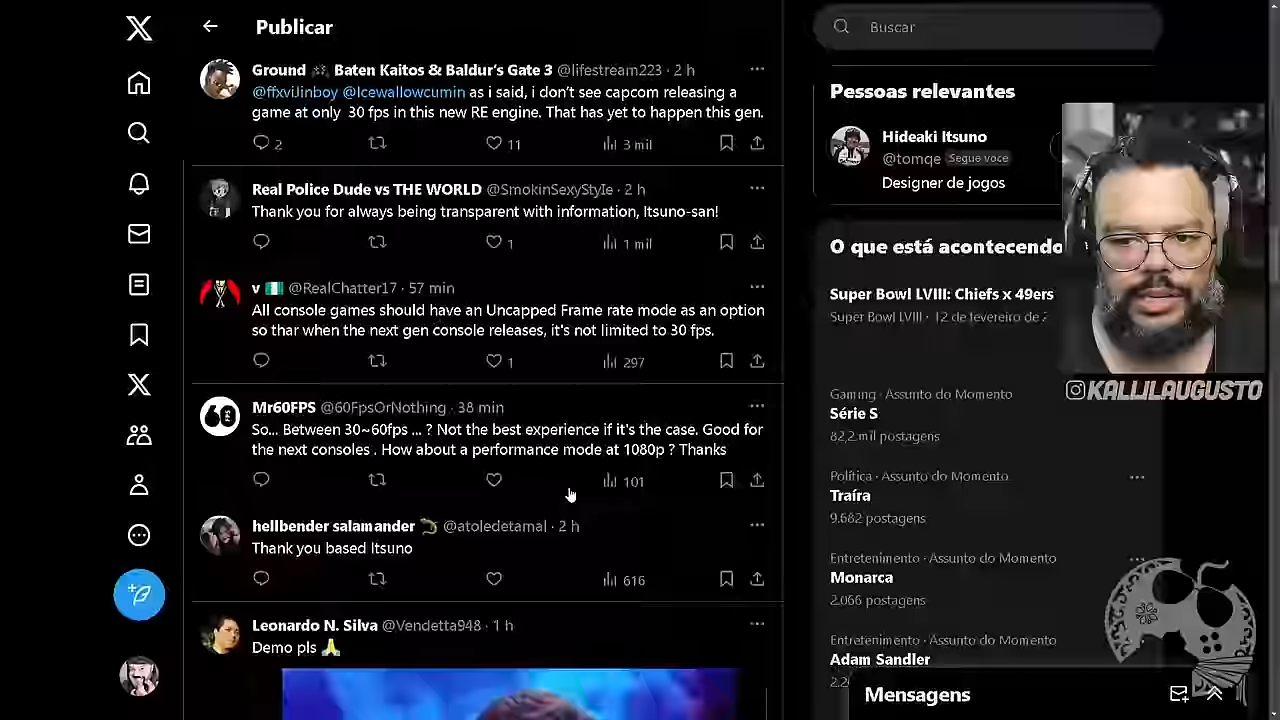 Publicar
Ground Baten Kaitos & Baldur's Gate 3 @lifestream223 · 2 h
@ffxviJinboy @Icewallowcumin as i said, i don't see capcom releasing a
game at only 30 fps in this new RE engine. That has yet to happen this gen.
2 11 3 mil
Real Police Dude vs THE WORLD @SmokinSexyStyIe · 2 h
Thank you for always being transparent with information, Itsuno-san!
1 1 mil
v @RealChatter17 · 57 min
All console games should have an Uncapped Frame rate mode as an option
so thar when the next gen console releases, it's not limited to 30 fps.
1 297
Mr60FPS @60FpsOrNothing · 38 min
So... Between 30~60fps ... ? Not the best experience if it's the case. Good for
the next consoles . How about a performance mode at 1080p ? Thanks
101
hellbender salamander @atoledetamal · 2 h
Thank you based Itsuno
616
Leonardo N. Silva @Vendetta948 · 1 h
Demo pls
Buscar
Pessoas relevantes
Hideaki Itsuno
@tomqe Segue você
Designer de jogos
O que está acontecendo
Super Bowl LVIII: Chiefs x 49ers
Super Bowl LVIII · 12 de fevereiro de
KALLILAUGUSTO
Gaming · Assunto do Momento
Série S
82,2 mil postagens
Política · Assunto do Momento
Traíra
9.682 postagens
Entretenimento · Assunto do Momento
Monarca
2.066 postagens
Entretenimento · Assunto do Momento
Adam Sandler
Mensagens